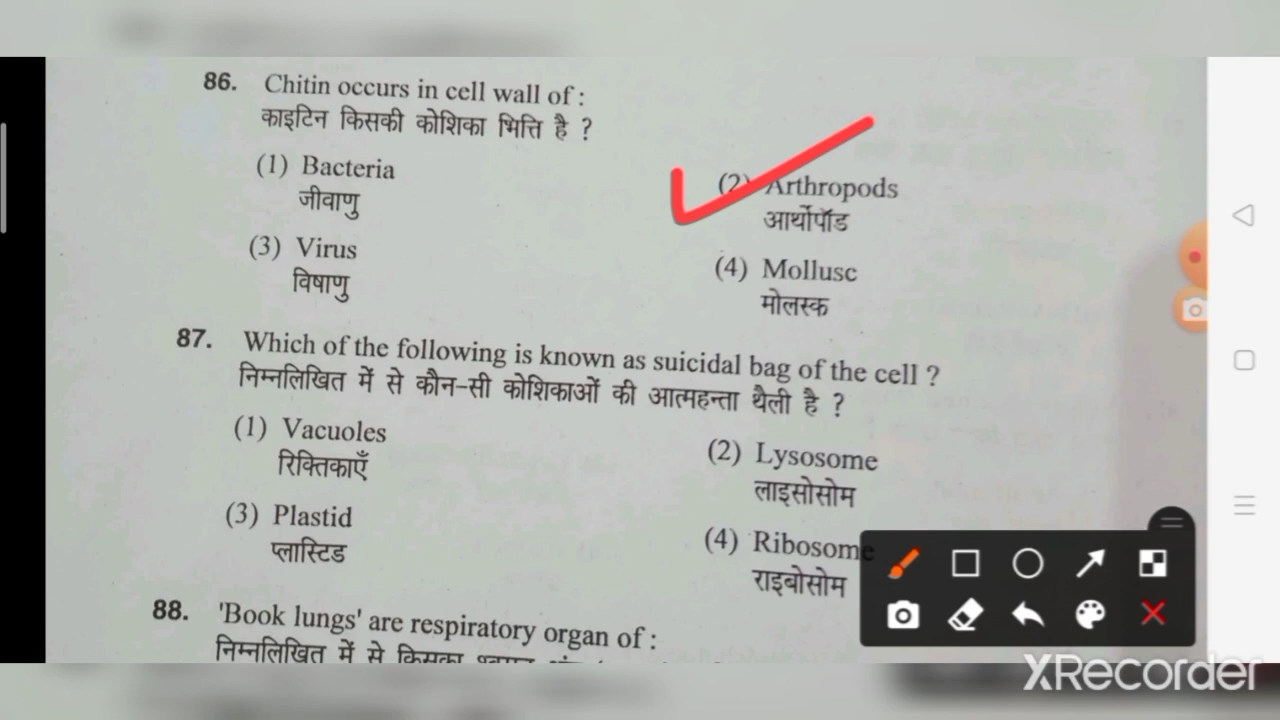 86. Chitin occurs in cell wall of :
काइटिन किसकी कोशिका भित्ति है ?
(1) Bacteria
जीवाणु
(2) Arthropods
आर्थोपॉड
(3) Virus
विषाणु
(4) Mollusc
मोलस्क
87. Which of the following is known as suicidal bag of the cell ?
निम्नलिखित में से कौन-सी कोशिकाओं की आत्महन्ता थैली है ?
(1) Vacuoles
रिक्तिकाएँ
(2) Lysosome
लाइसोसोम
(3) Plastid
प्लास्टिड
(4) Ribosome
राइबोसोम
88. 'Book lungs' are respiratory organ of :
निम्नलिखित में से किसका
XRecorder